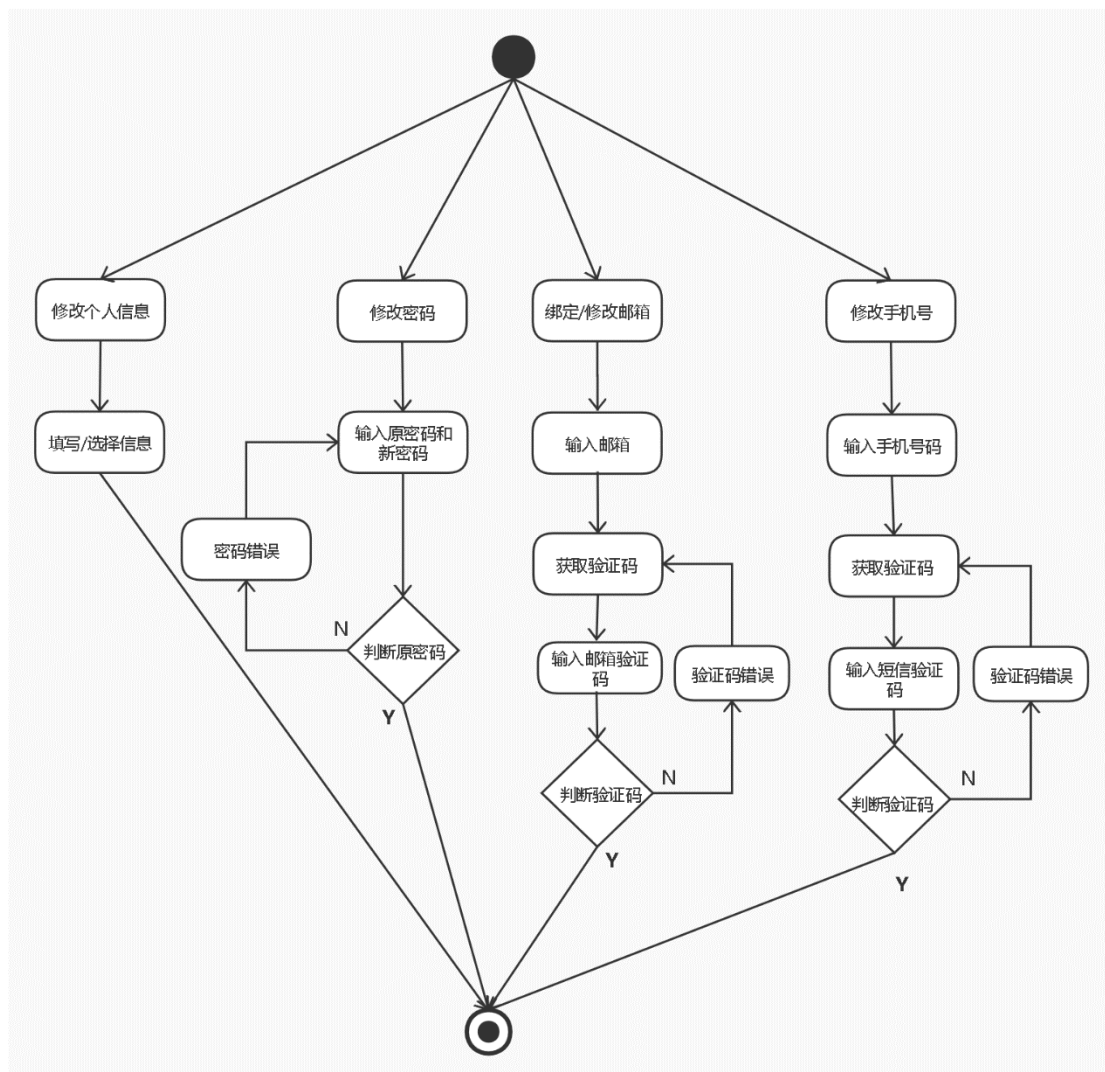 修改个人信息
修改密码
绑定/修改邮箱
修改手机号
填写/选择信息
输入原密码和
新密码
输入邮箱
输入手机号码
密码错误
获取验证码
获取验证码
N
判断原密码
输入邮箱验证
码
验证码错误
输入短信验证
码
验证码错误
Y
判断验证码
N
判断验证码
N
Y
Y